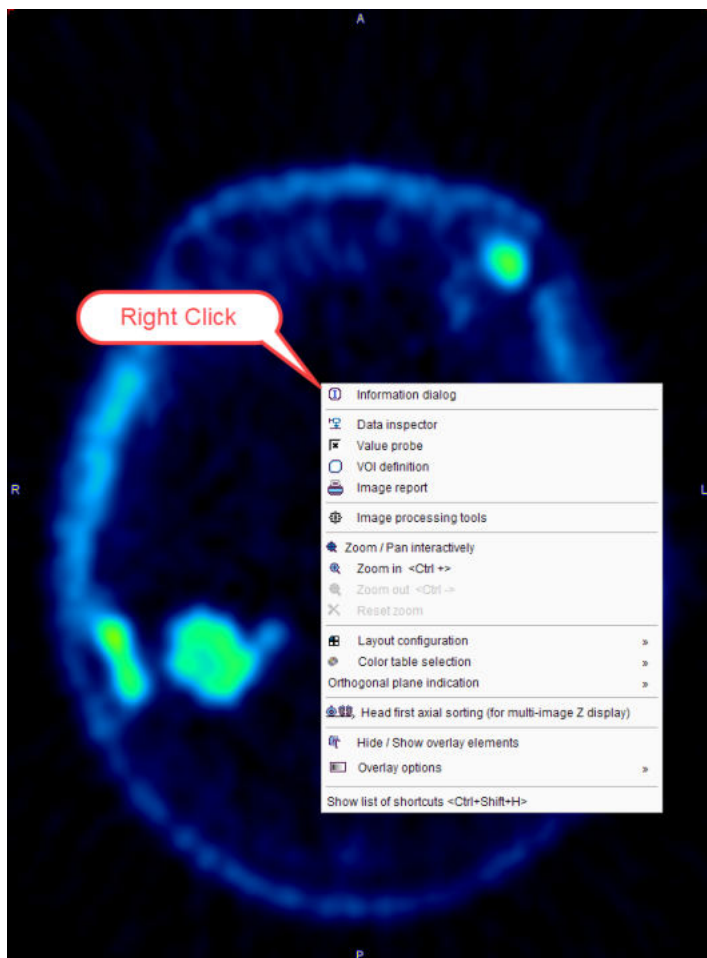 A
Right Click
Information dialog
Data inspector
Value probe
VOI definition
Image report
R
L
Image processing tools
Zoom / Pan interactively
Zoom in <Ctrl +>
Zoom out <Ctrl ->
Reset zoom
Layout configuration »
Color table selection »
Orthogonal plane indication »
Head first axial sorting (for multi-image Z display)
Hide / Show overlay elements
Overlay options »
Show list of shortcuts <Ctrl+Shift+H>
P